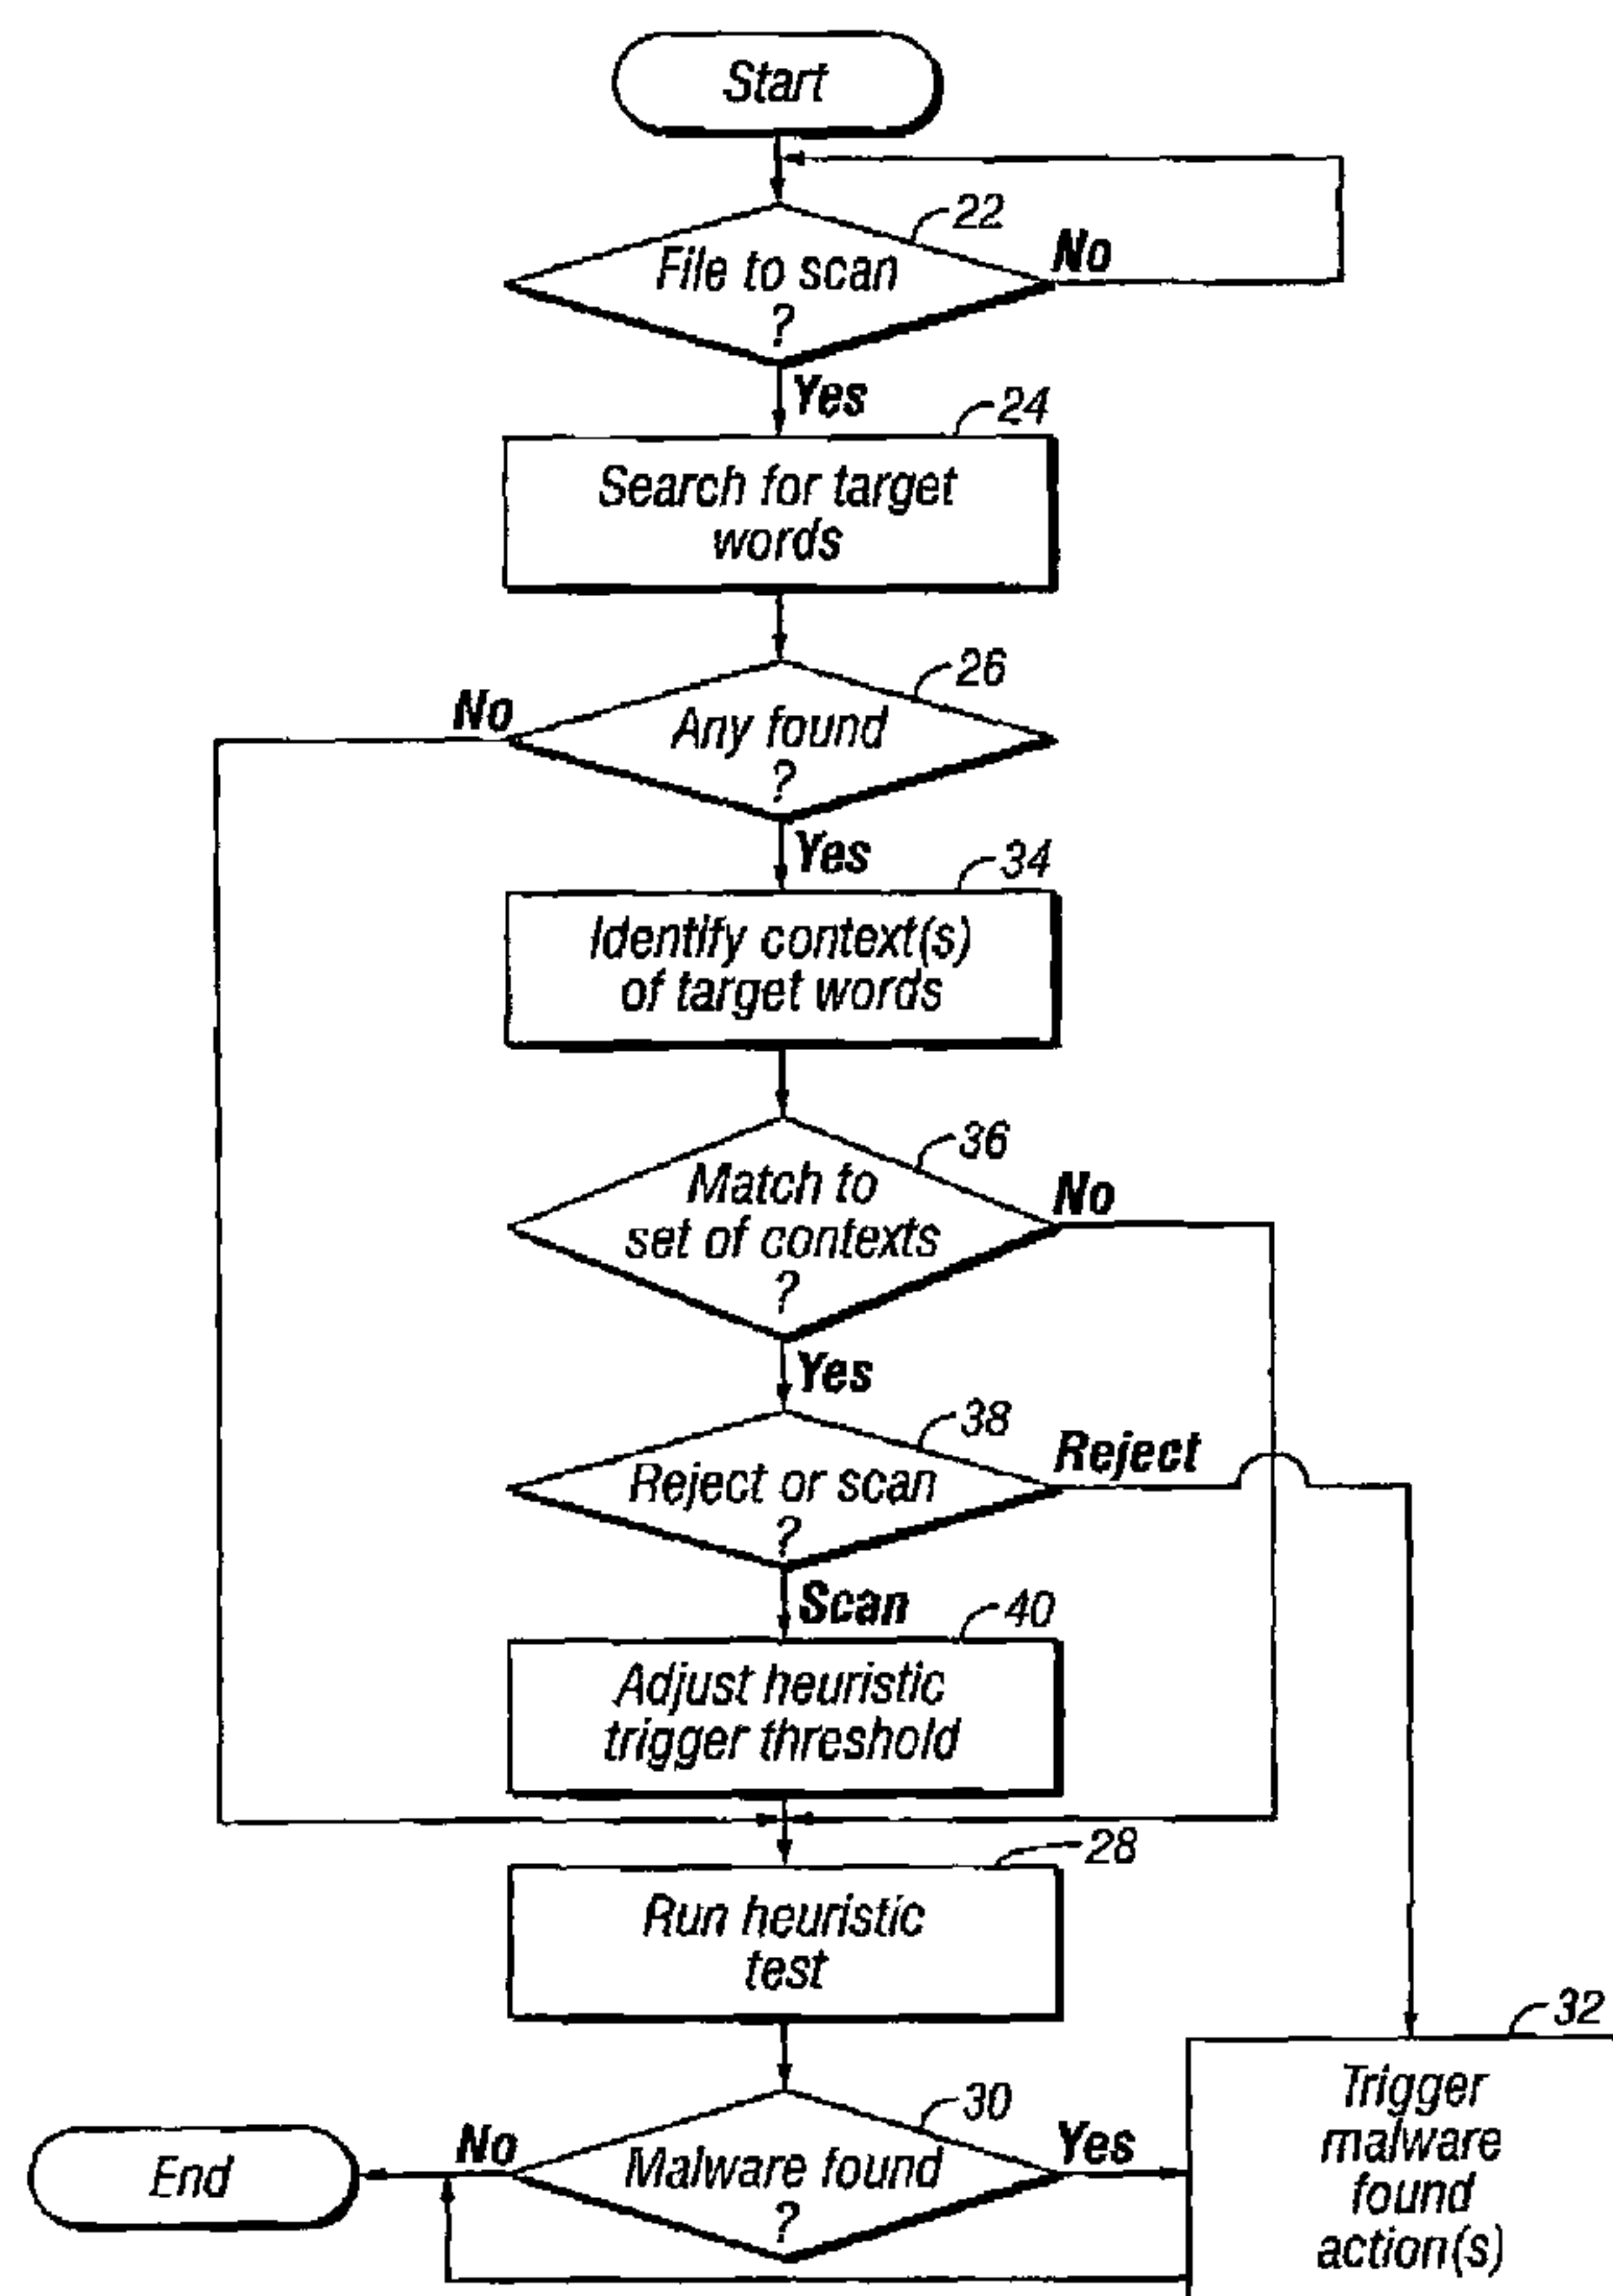 Start
22
File to scan
?
No
Yes
24
Search for target
words
26
No
Any found
?
Yes
34
Identify context(s)
of target words
36
Match to
set of contexts
?
No
Yes
38
Reject or scan
?
Reject
Scan
40
Adjust heuristic
trigger threshold
28
Run heuristic
test
32
Trigger
malware
found
action(s)
30
Malware found
?
Yes
No
End